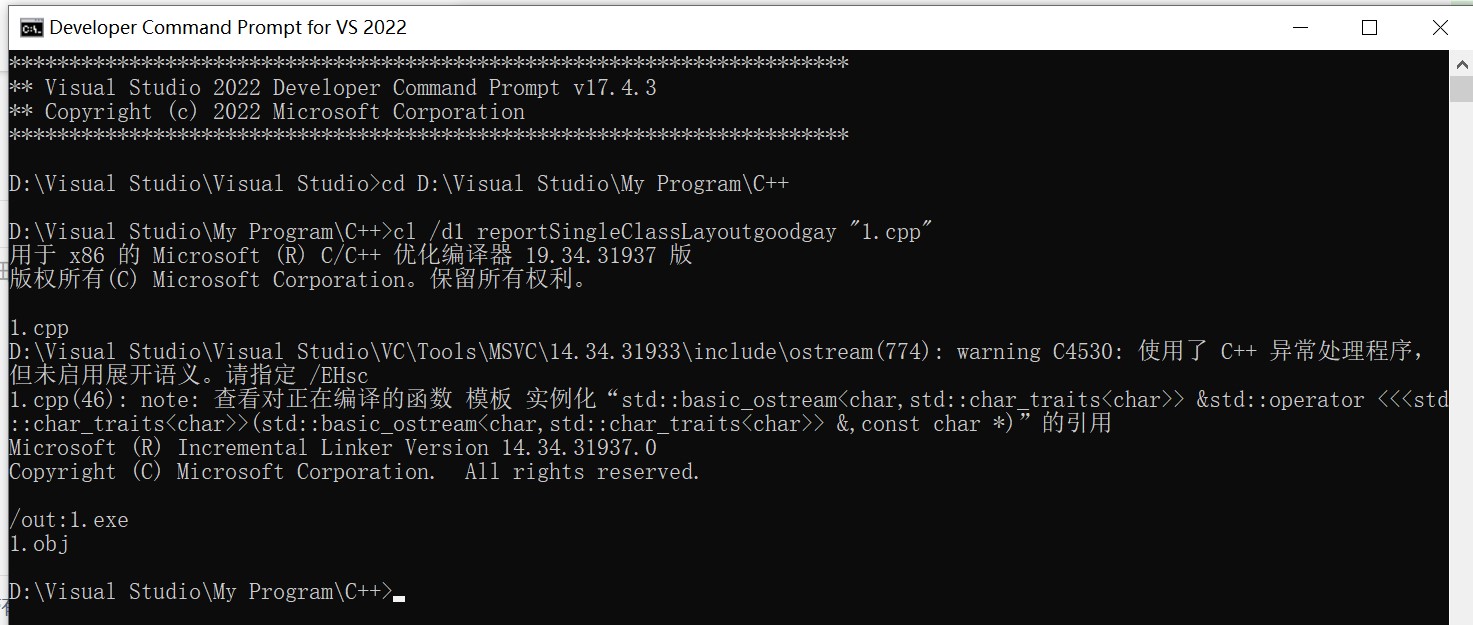 Developer Command Prompt for VS 2022
**********************************************************************
** Visual Studio 2022 Developer Command Prompt v17.4.3
** Copyright (c) 2022 Microsoft Corporation
**********************************************************************
D:\Visual Studio\Visual Studio>cd D:\Visual Studio\My Program\C++
D:\Visual Studio\My Program\C++>cl /d1 reportSingleClassLayoutgoodgay "1.cpp"
用于 x86 的 Microsoft (R) C/C++ 优化编译器 19.34.31937 版
版权所有(C) Microsoft Corporation。保留所有权利。
1.cpp
D:\Visual Studio\Visual Studio\VC\Tools\MSVC\14.34.31933\include\ostream(774): warning C4530: 使用了 C++ 异常处理程序，
但未启用展开语义。请指定 /EHsc
1.cpp(46): note: 查看对正在编译的函数 模板 实例化“std::basic_ostream<char,std::char_traits<char>> &std::operator <<<std
::char_traits<char>>(std::basic_ostream<char,std::char_traits<char>> &,const char *)”的引用
Microsoft (R) Incremental Linker Version 14.34.31937.0
Copyright (C) Microsoft Corporation.  All rights reserved.
/out:1.exe
1.obj
D:\Visual Studio\My Program\C++>